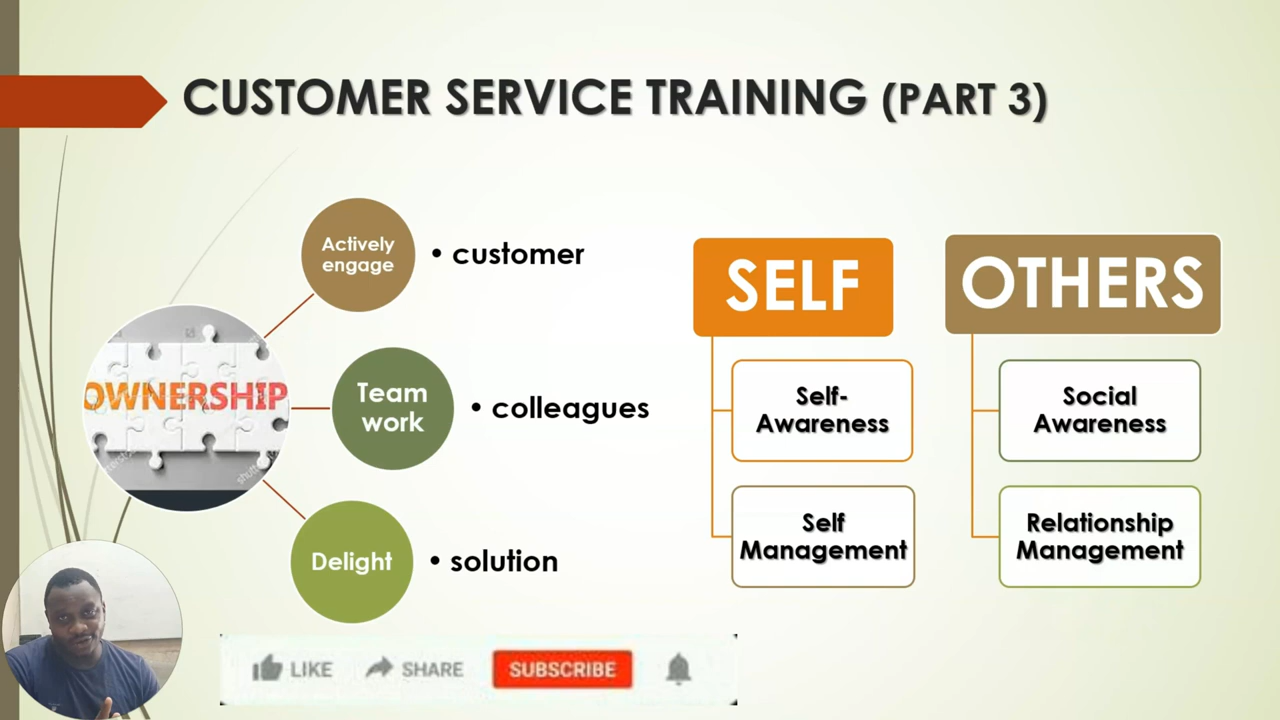 CUSTOMER SERVICE TRAINING (PART 3)
Actively
engage
• customer
OWNERSHIP
Team
work
• colleagues
Delight
• solution
SELF
Self-
Awareness
Self
Management
OTHERS
Social
Awareness
Relationship
Management
LIKE
SHARE
SUBSCRIBE